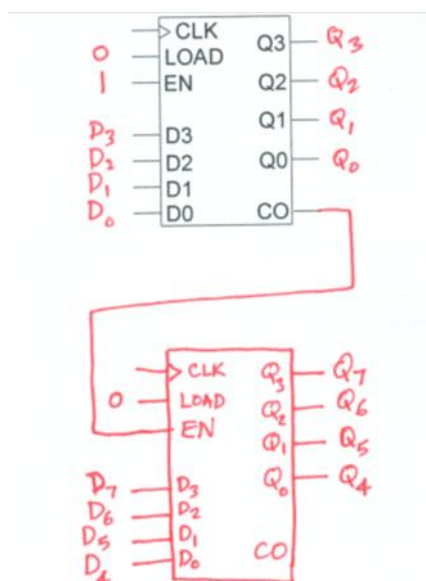 CLK Q3 Q3
0 LOAD
1 EN Q2 Q2
Q1 Q1
D3 D3
D2 D2 Q0 Q0
D1 D1
D0 D0 CO
CLK Q3 Q7
0 LOAD Q2 Q6
EN Q1 Q5
Q0 Q4
D7 D3
D6 D2
D5 D1
D4 D0 CO